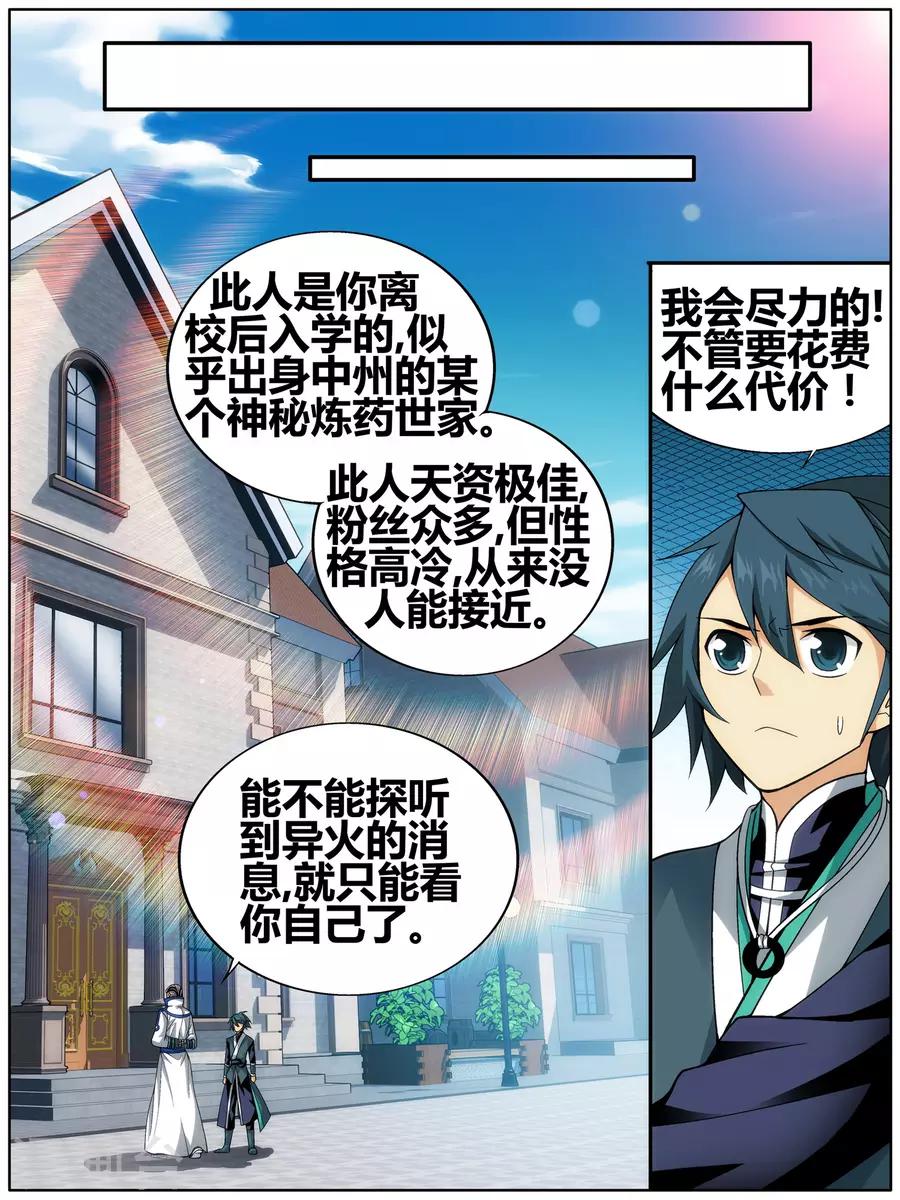 此人是你离
校后入学的,似
乎出身中州的某
个神秘炼药世家。
此人天资极佳,
粉丝众多,但性
格高冷,从来没
人能接近。
能不能探听
到异火的消
息,就只能看
你自己了。
我会尽力的!
不管要花费
什么代价！